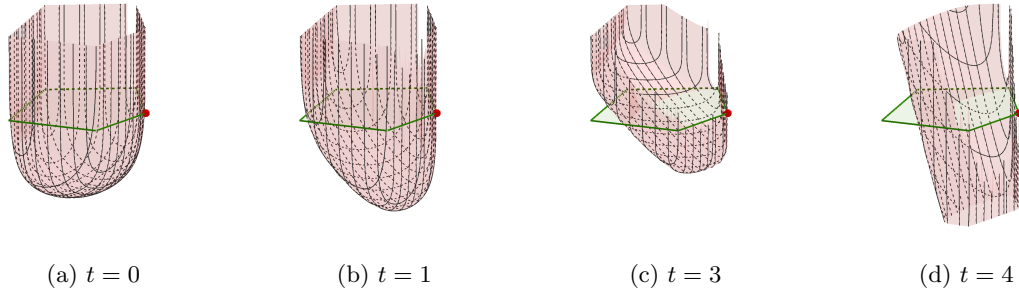 (a) t = 0
(b) t = 1
(c) t = 3
(d) t = 4